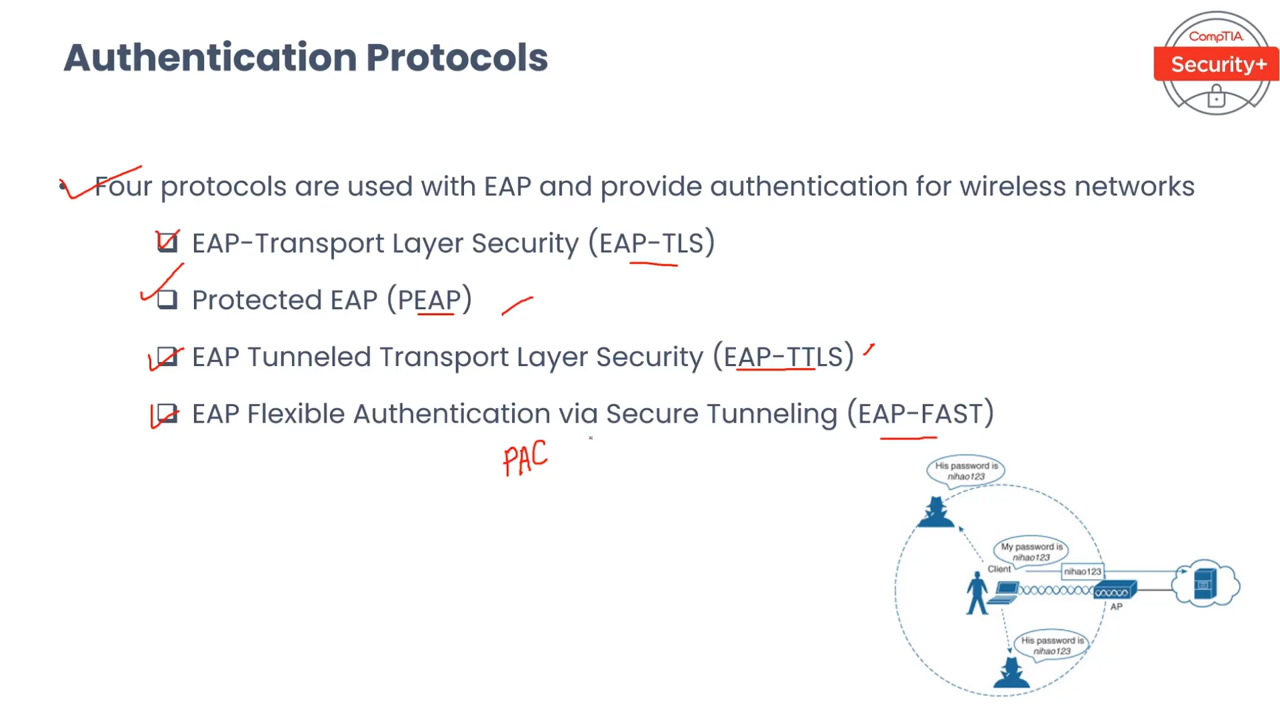 Authentication Protocols
CompTIA
Security+
• Four protocols are used with EAP and provide authentication for wireless networks
❑ EAP-Transport Layer Security (EAP-TLS)
❑ Protected EAP (PEAP)
❑ EAP Tunneled Transport Layer Security (EAP-TTLS)
❑ EAP Flexible Authentication via Secure Tunneling (EAP-FAST)
PAC
His password is
nihao123
My password is
nihao123
Client
nihao123
AP
His password is
nihao123